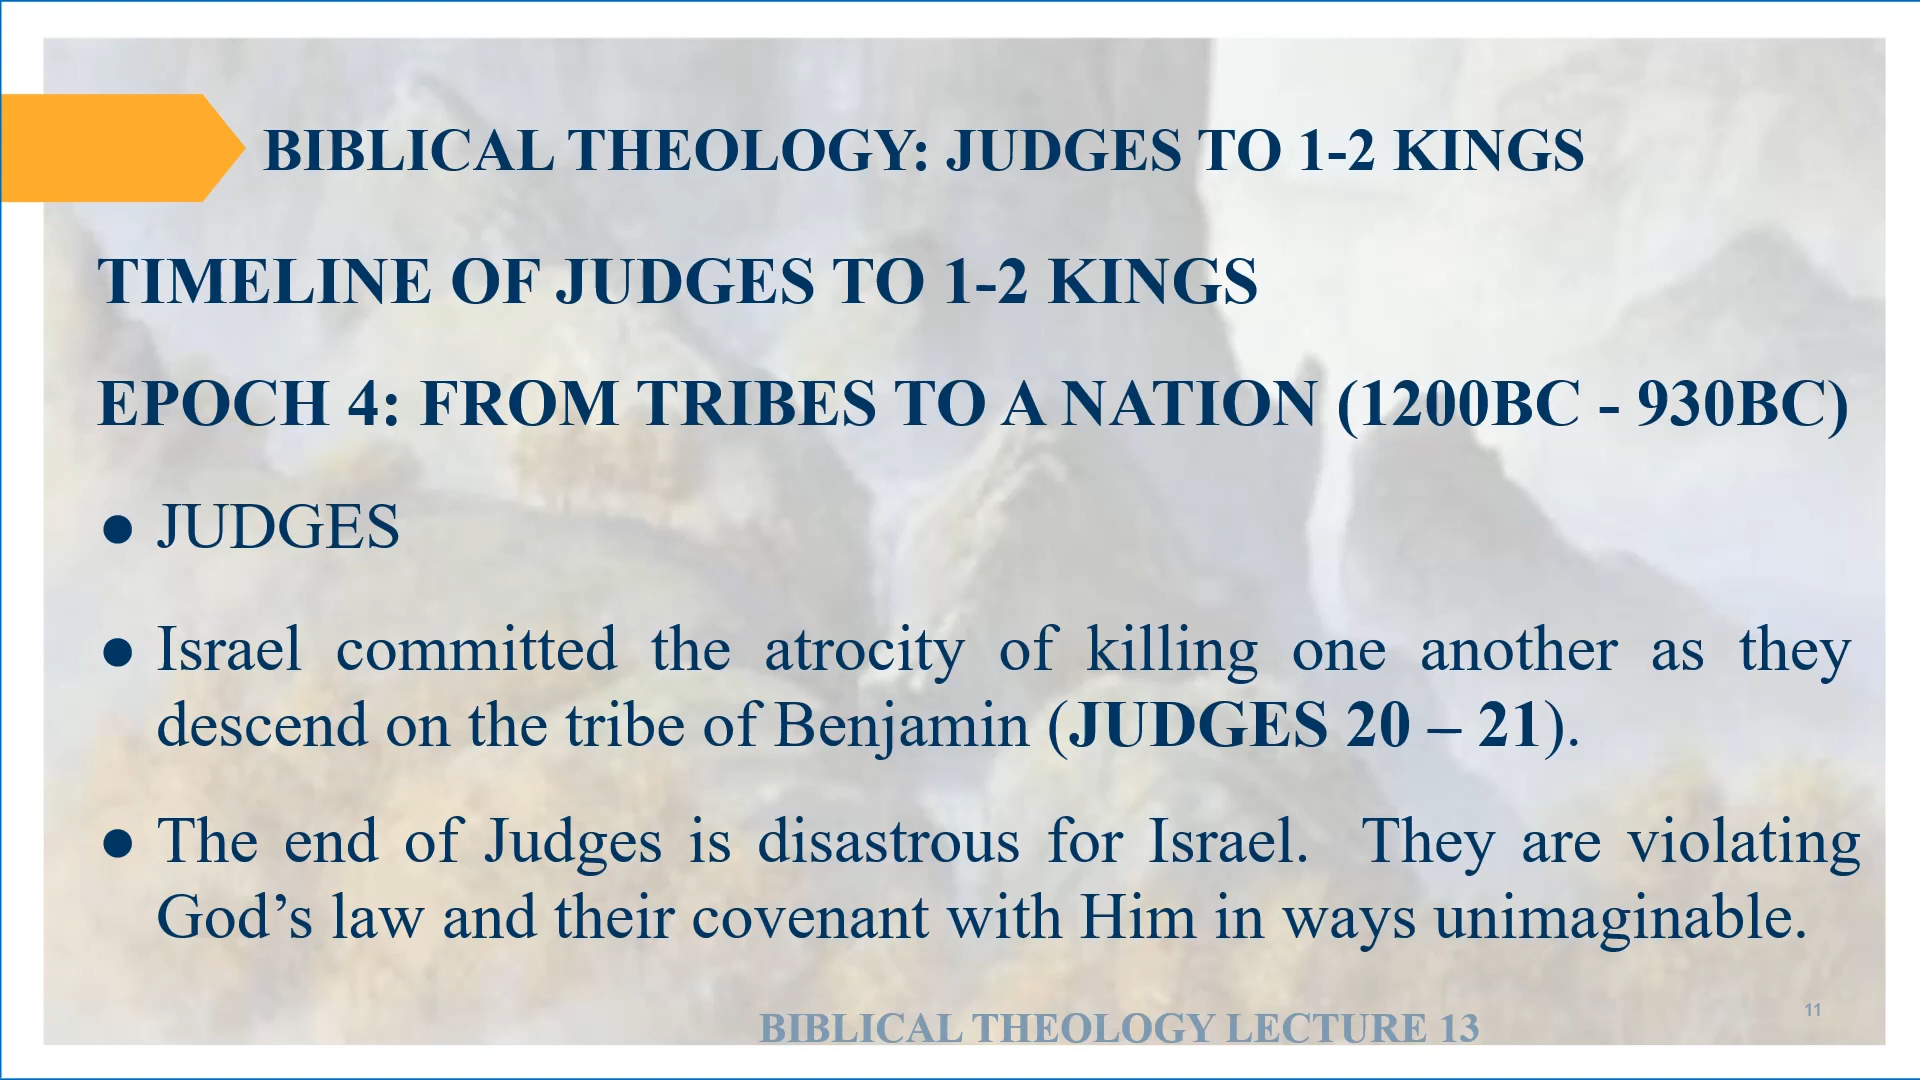 BIBLICAL THEOLOGY: JUDGES TO 1-2 KINGS
TIMELINE OF JUDGES TO 1-2 KINGS
EPOCH 4: FROM TRIBES TO A NATION (1200BC - 930BC)
● JUDGES
● Israel committed the atrocity of killing one another as they
descend on the tribe of Benjamin (JUDGES 20 – 21).
● The end of Judges is disastrous for Israel.  They are violating
God’s law and their covenant with Him in ways unimaginable.
11
BIBLICAL THEOLOGY LECTURE 13